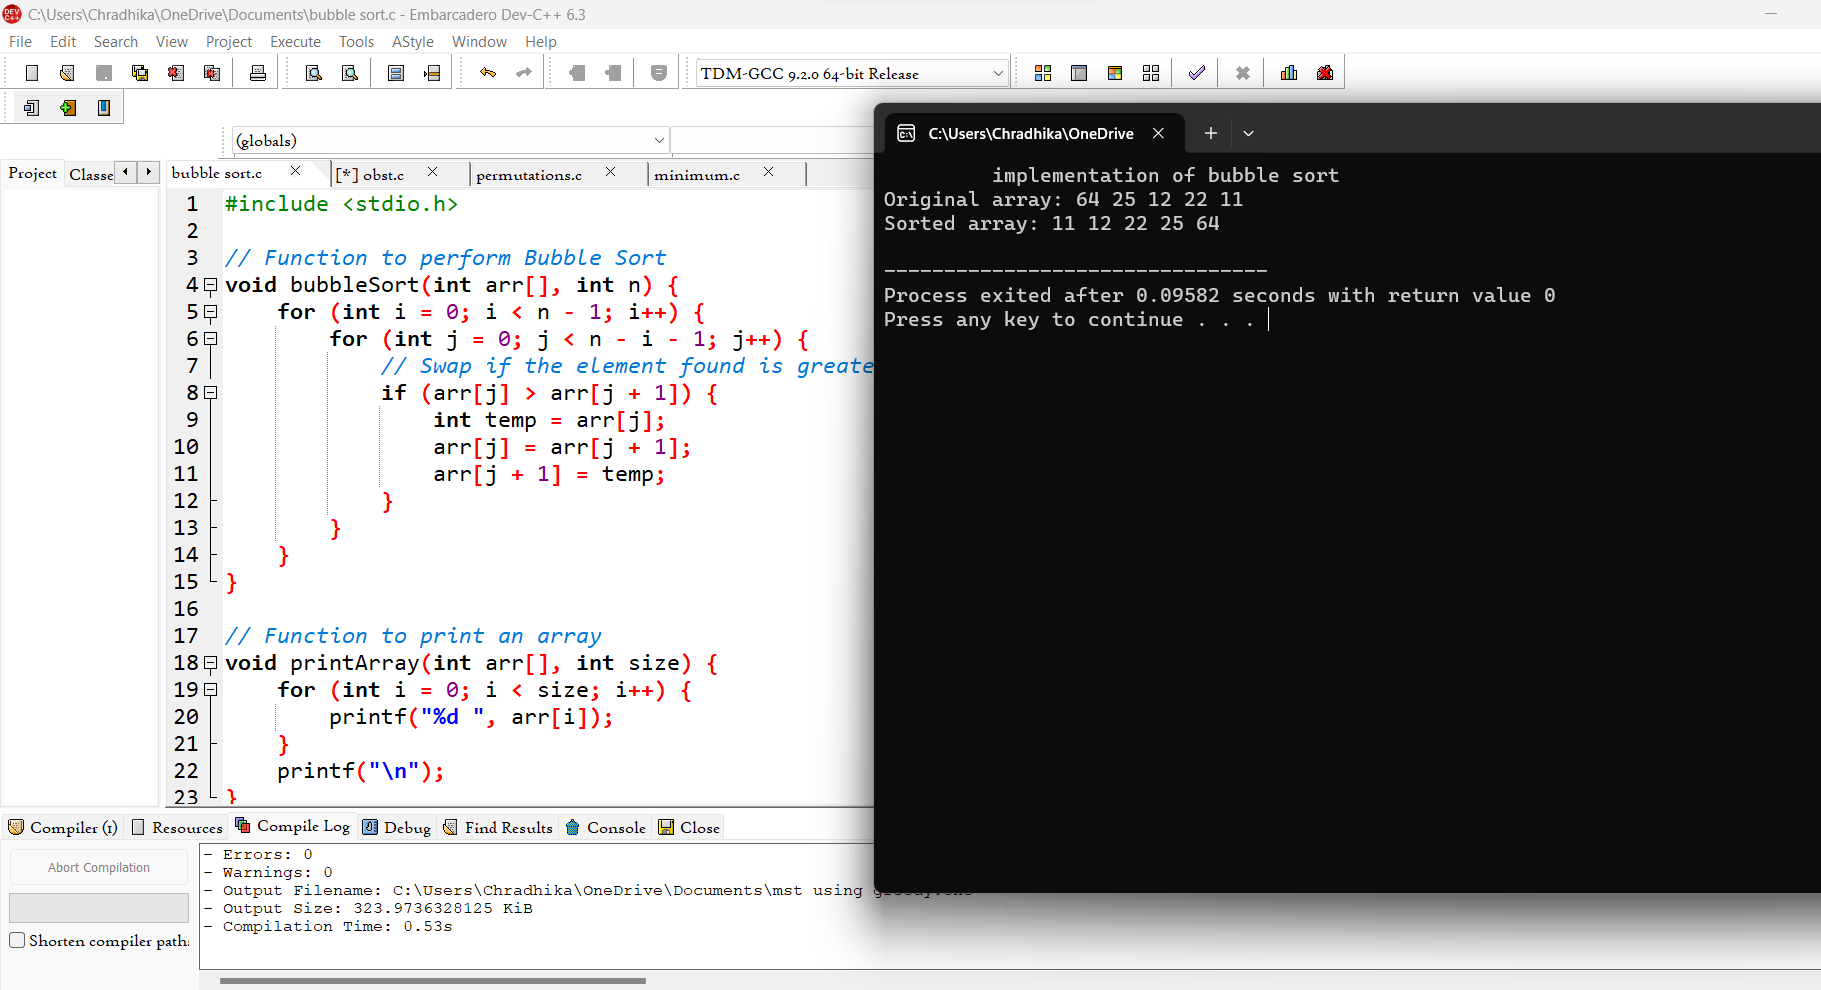 C:\Users\Chradhika\OneDrive\Documents\bubble sort.c - Embarcadero Dev-C++ 6.3
File Edit Search View Project Execute Tools AStyle Window Help
TDM-GCC 9.2.0 64-bit Release
(globals)
Project Classe
bubble sort.c [*] obst.c permutations.c minimum.c
1 #include <stdio.h>
2
3 // Function to perform Bubble Sort
4 void bubbleSort(int arr[], int n) {
5 for (int i = 0; i < n - 1; i++) {
6 for (int j = 0; j < n - i - 1; j++) {
7 // Swap if the element found is greate
8 if (arr[j] > arr[j + 1]) {
9 int temp = arr[j];
10 arr[j] = arr[j + 1];
11 arr[j + 1] = temp;
12 }
13 }
14 }
15 }
16
17 // Function to print an array
18 void printArray(int arr[], int size) {
19 for (int i = 0; i < size; i++) {
20 printf("%d ", arr[i]);
21 }
22 printf("\n");
23 }
C:\Users\Chradhika\OneDrive
implementation of bubble sort
Original array: 64 25 12 22 11
Sorted array: 11 12 22 25 64
--------------------------------
Process exited after 0.09582 seconds with return value 0
Press any key to continue . . .
Compiler (1) Resources Compile Log Debug Find Results Console Close
Abort Compilation
Shorten compiler path
- Errors: 0
- Warnings: 0
- Output Filename: C:\Users\Chradhika\OneDrive\Documents\mst using greedy.exe
- Output Size: 323.9736328125 KiB
- Compilation Time: 0.53s